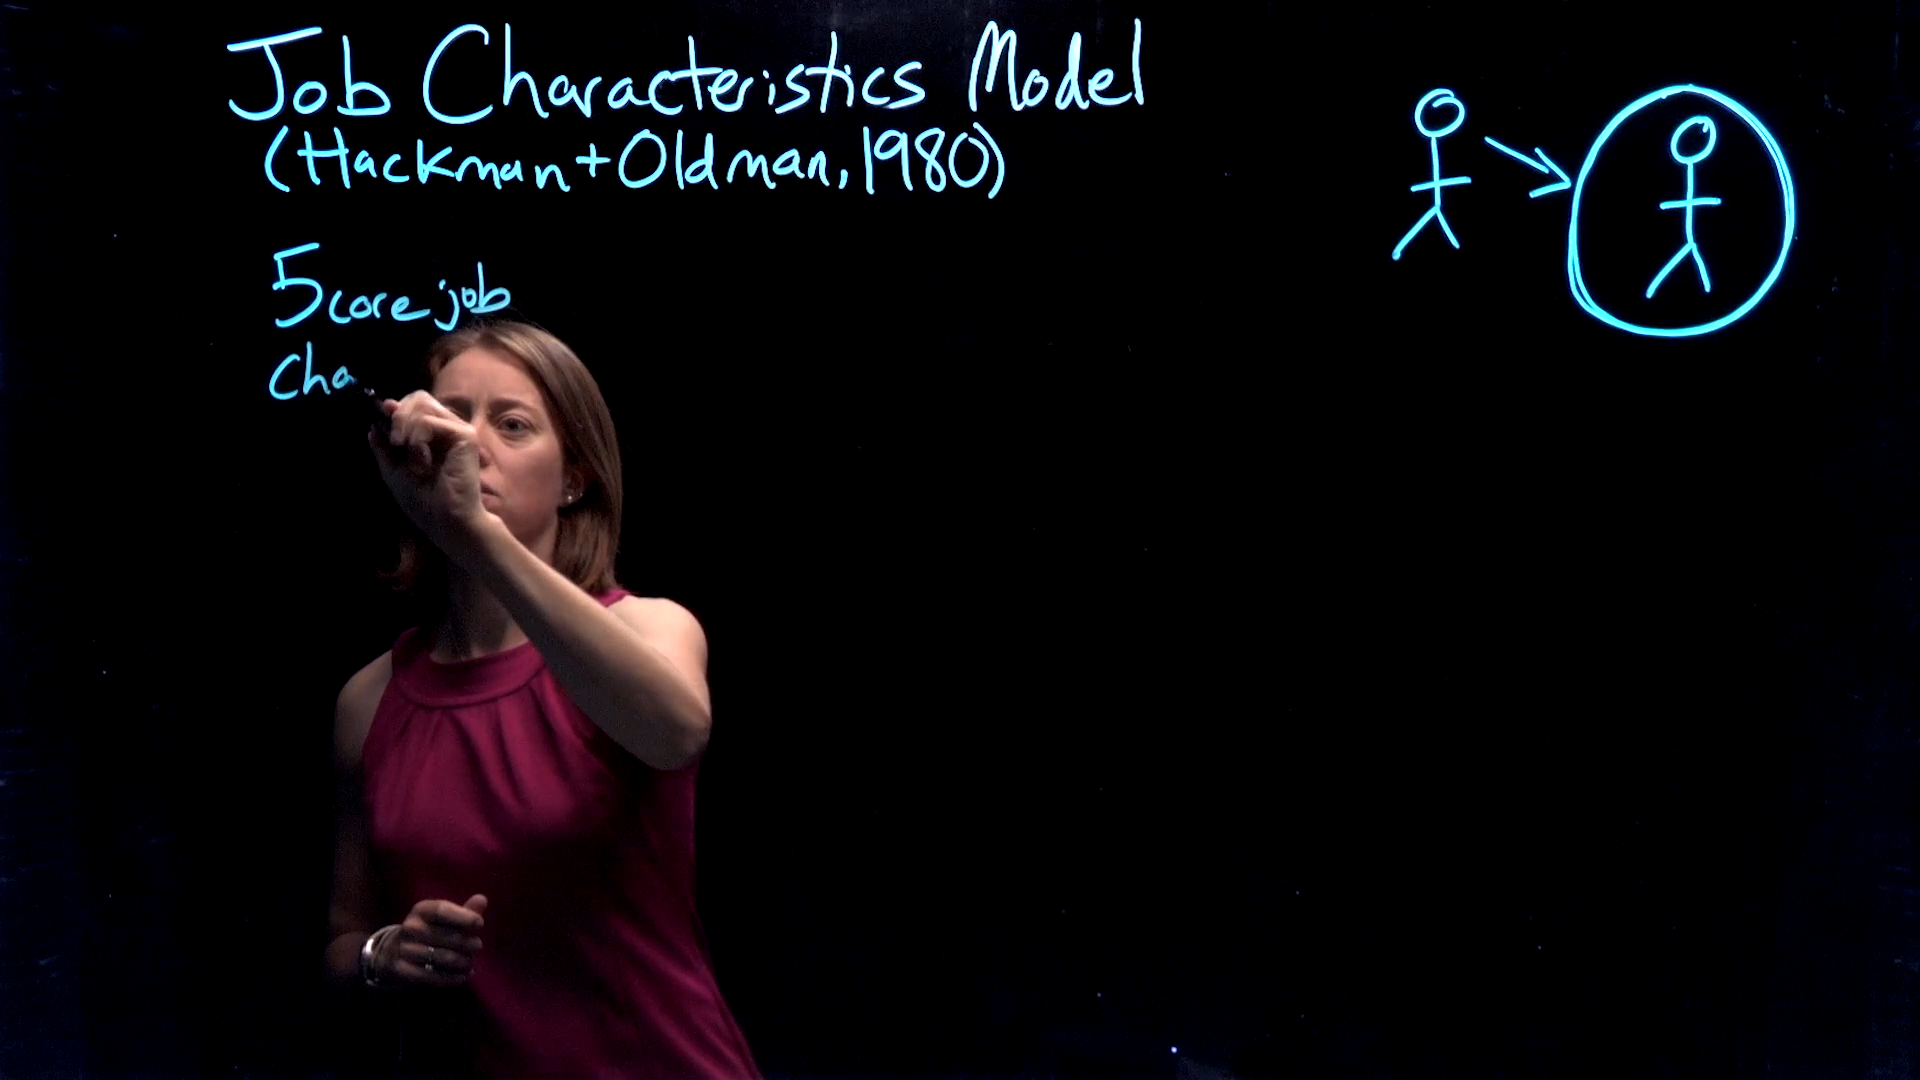 Job Characteristics Model
(Hackman+Oldman, 1980)
5 core job
Cha